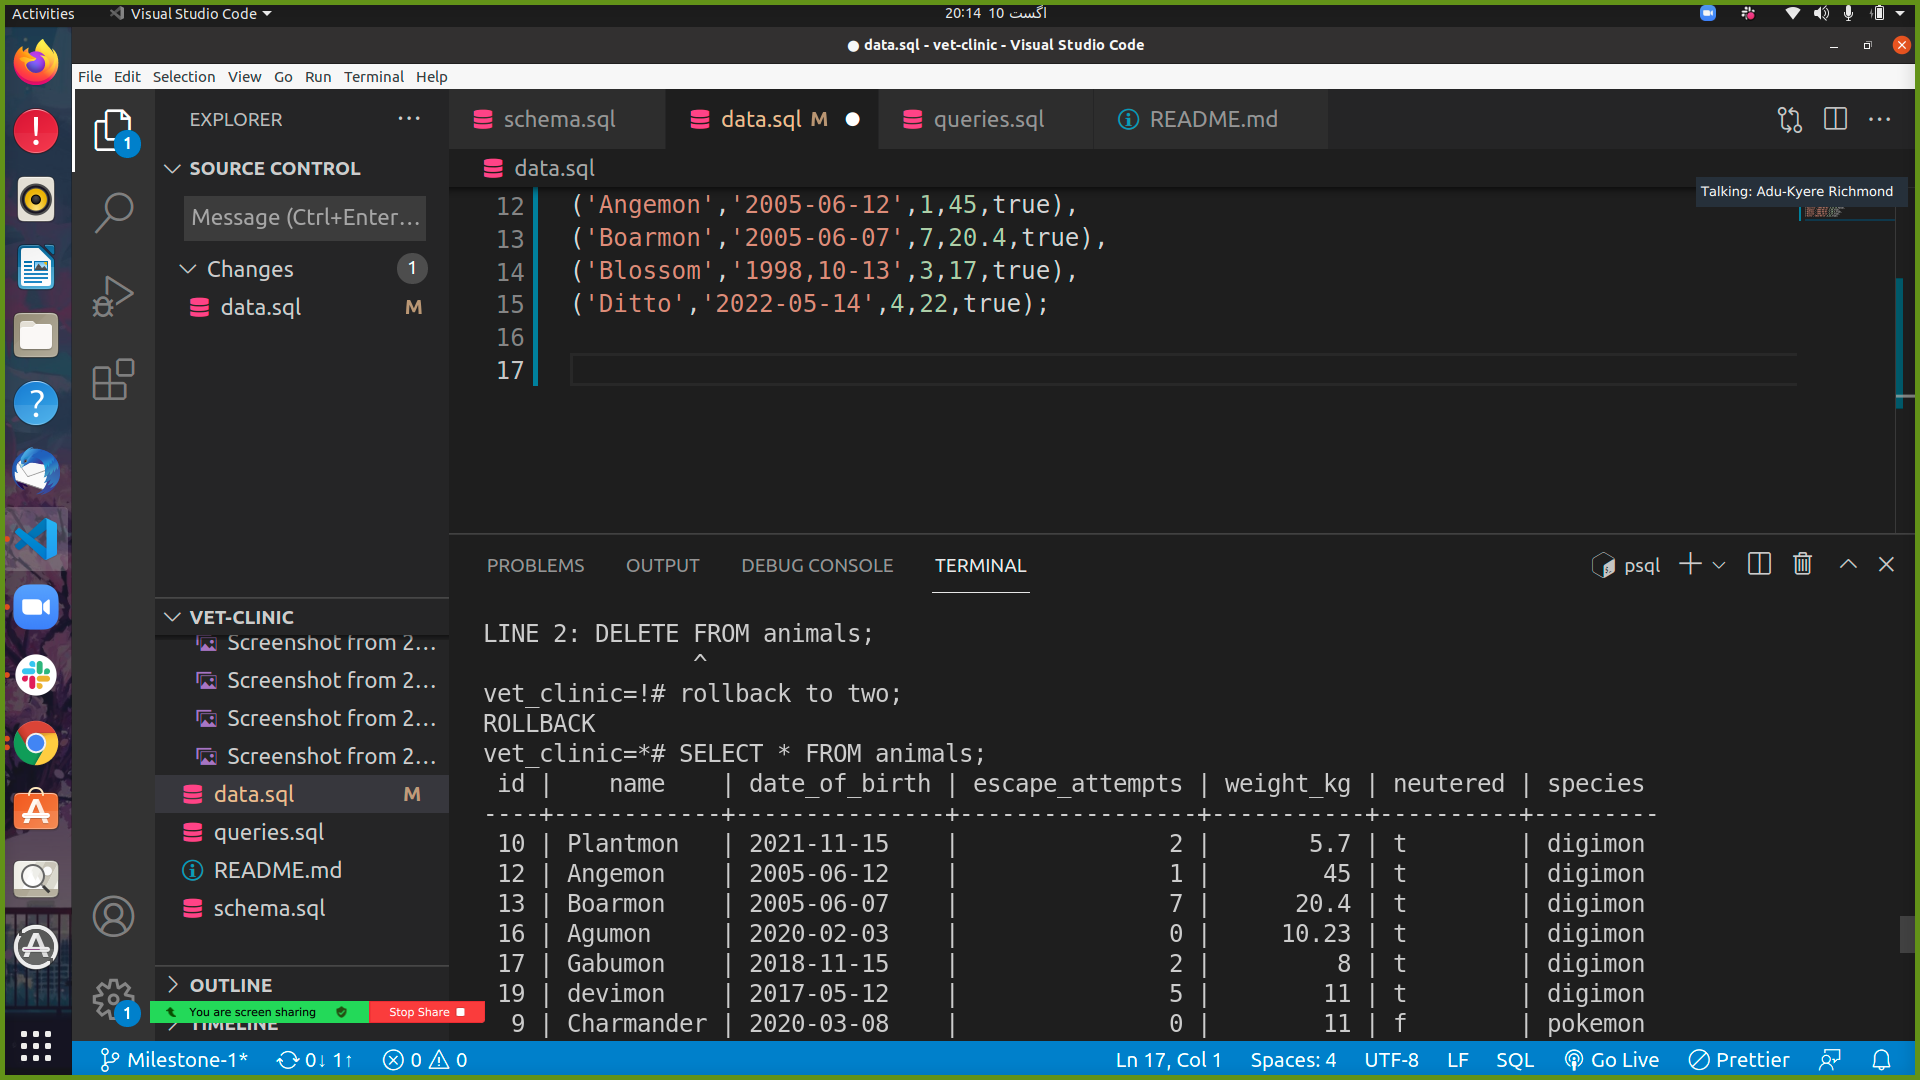 Activities
Visual Studio Code
20:14 10 اگست
data.sql - vet-clinic - Visual Studio Code
File Edit Selection View Go Run Terminal Help
EXPLORER
SOURCE CONTROL
Message (Ctrl+Enter...
Changes 1
data.sql M
VET-CLINIC
Screenshot from 2...
Screenshot from 2...
Screenshot from 2...
Screenshot from 2...
data.sql M
queries.sql
README.md
schema.sql
OUTLINE
TIMELINE
You are screen sharing
Stop Share
schema.sql
data.sql M
queries.sql
README.md
data.sql
Talking: Adu-Kyere Richmond
12 ('Angemon','2005-06-12',1,45,true),
13 ('Boarmon','2005-06-07',7,20.4,true),
14 ('Blossom','1998,10-13',3,17,true),
15 ('Ditto','2022-05-14',4,22,true);
16
17
PROBLEMS OUTPUT DEBUG CONSOLE TERMINAL
psql
LINE 2: DELETE FROM animals;
^
vet_clinic=!# rollback to two;
ROLLBACK
vet_clinic=*# SELECT * FROM animals;
id | name | date_of_birth | escape_attempts | weight_kg | neutered | species
----+------------+---------------+-----------------+-----------+----------+---------
10 | Plantmon | 2021-11-15 | 2 | 5.7 | t | digimon
12 | Angemon | 2005-06-12 | 1 | 45 | t | digimon
13 | Boarmon | 2005-06-07 | 7 | 20.4 | t | digimon
16 | Agumon | 2020-02-03 | 0 | 10.23 | t | digimon
17 | Gabumon | 2018-11-15 | 2 | 8 | t | digimon
19 | devimon | 2017-05-12 | 5 | 11 | t | digimon
9 | Charmander | 2020-03-08 | 0 | 11 | f | pokemon
1
1
Milestone-1* 0↓ 1↑ 0 0
Ln 17, Col 1 Spaces: 4 UTF-8 LF SQL Go Live Prettier